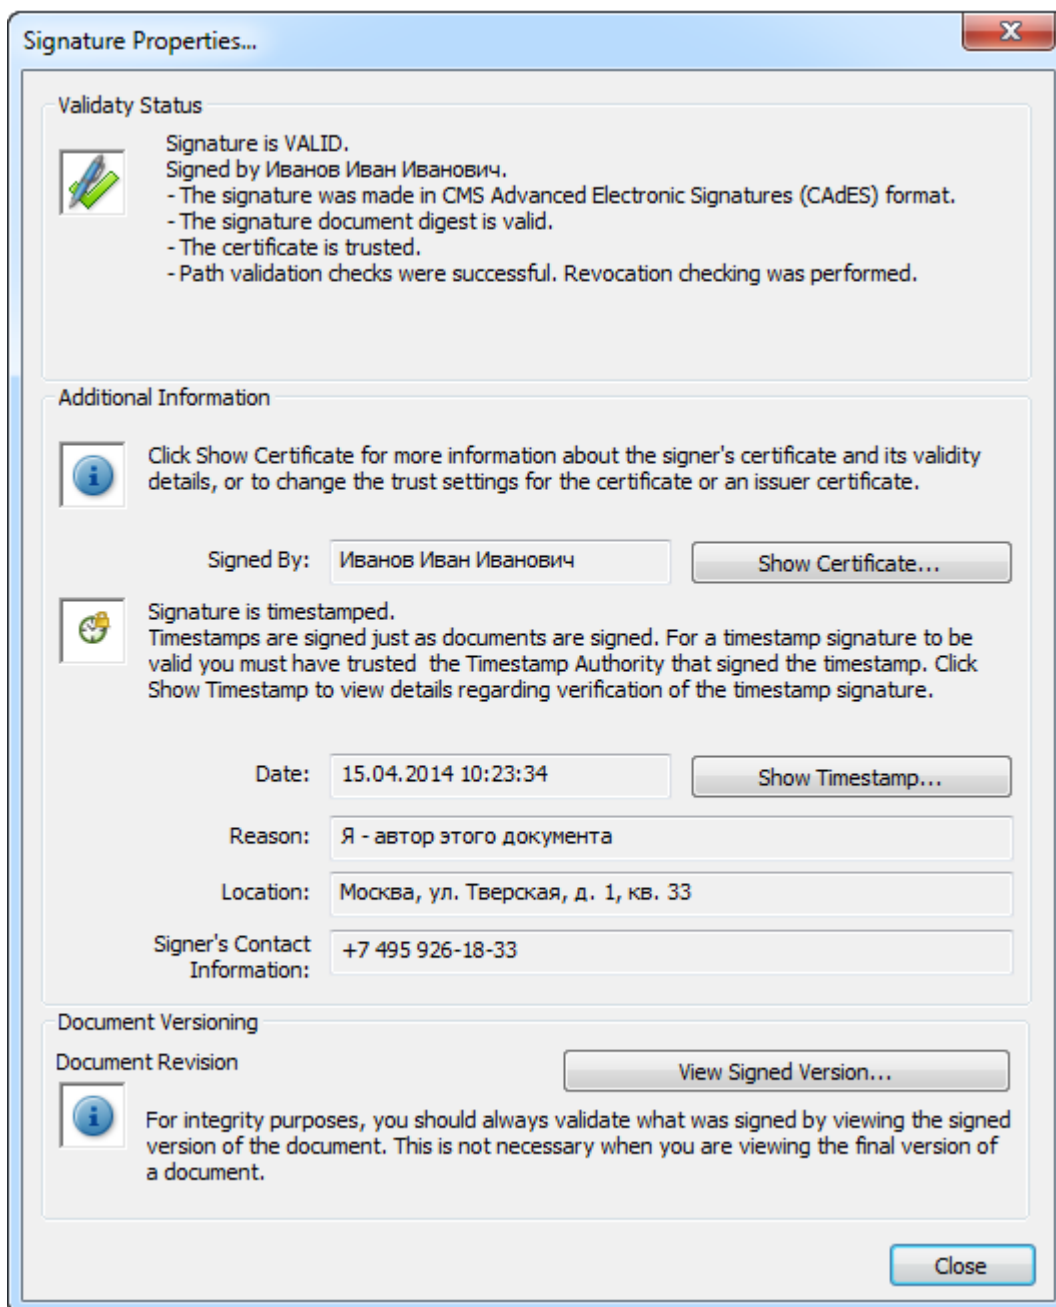 Signature Properties...
Validaty Status
Signature is VALID.
Signed by Иванов Иван Иванович.
- The signature was made in CMS Advanced Electronic Signatures (CAdES) format.
- The signature document digest is valid.
- The certificate is trusted.
- Path validation checks were successful. Revocation checking was performed.
Additional Information
Click Show Certificate for more information about the signer's certificate and its validity
details, or to change the trust settings for the certificate or an issuer certificate.
Signed By: Иванов Иван Иванович Show Certificate...
Signature is timestamped.
Timestamps are signed just as documents are signed. For a timestamp signature to be
valid you must have trusted the Timestamp Authority that signed the timestamp. Click
Show Timestamp to view details regarding verification of the timestamp signature.
Date: 15.04.2014 10:23:34 Show Timestamp...
Reason: Я - автор этого документа
Location: Москва, ул. Тверская, д. 1, кв. 33
Signer's Contact
Information: +7 495 926-18-33
Document Versioning
Document Revision View Signed Version...
For integrity purposes, you should always validate what was signed by viewing the signed
version of the document. This is not necessary when you are viewing the final version of
a document.
Close